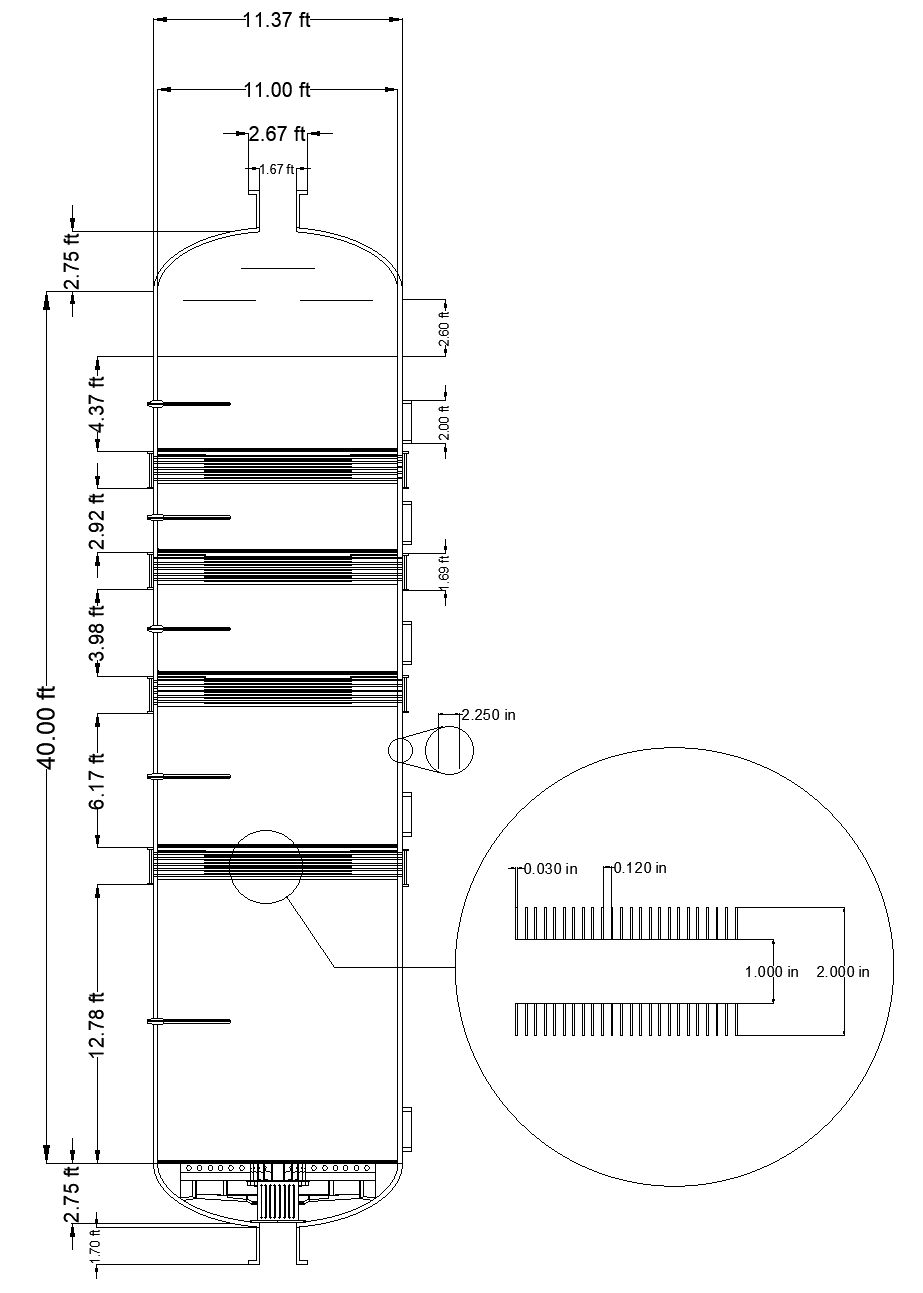 11.37 ft
11.00 ft
2.67 ft
1.67 ft
2.75 ft
2.60 ft
4.37 ft
2.00 ft
2.92 ft
1.69 ft
3.98 ft
40.00 ft
2.250 in
6.17 ft
0.030 in
0.120 in
1.000 in
2.000 in
12.78 ft
2.75 ft
1.70 ft